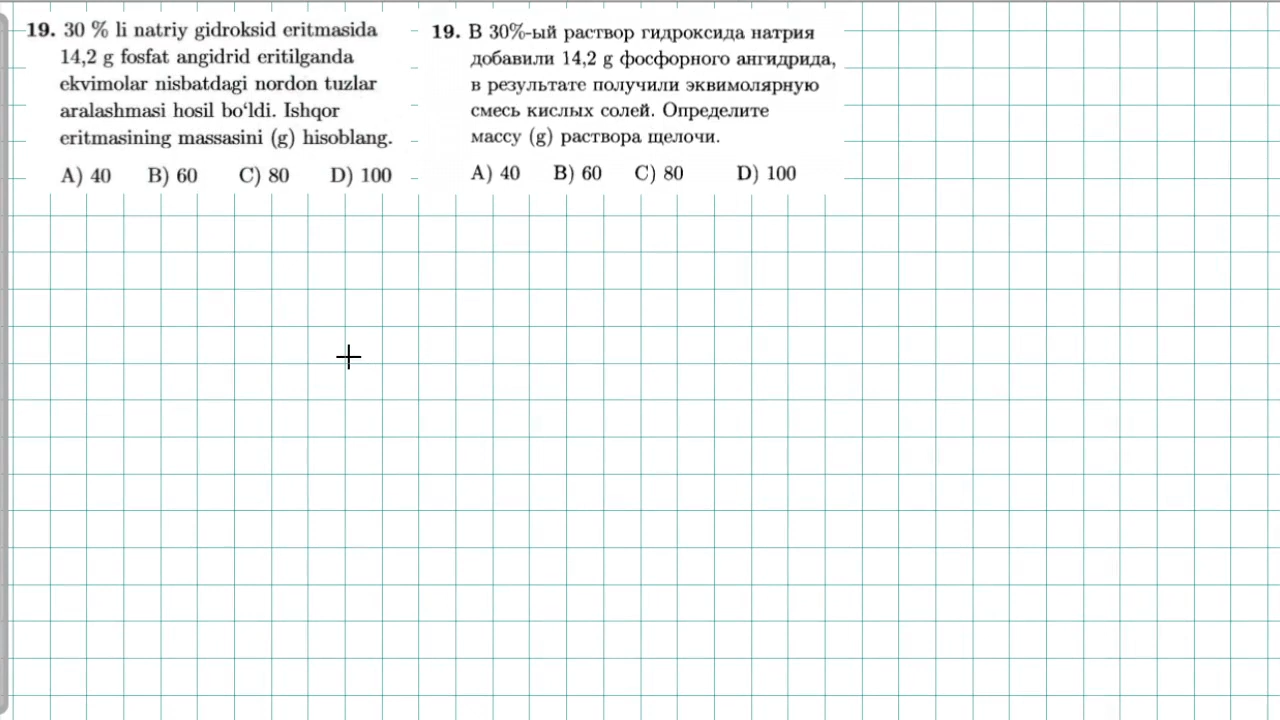 19. 30 % li natriy gidroksid eritmasida
14,2 g fosfat angidrid eritilganda
ekvimolar nisbatdagi nordon tuzlar
aralashmasi hosil bo‘ldi. Ishqor
eritmasining massasini (g) hisoblang.
A) 40 B) 60 C) 80 D) 100
19. В 30%-ый раствор гидроксида натрия
добавили 14,2 g фосфорного ангидрида,
в результате получили эквимолярную
смесь кислых солей. Определите
массу (g) раствора щелочи.
A) 40 B) 60 C) 80 D) 100